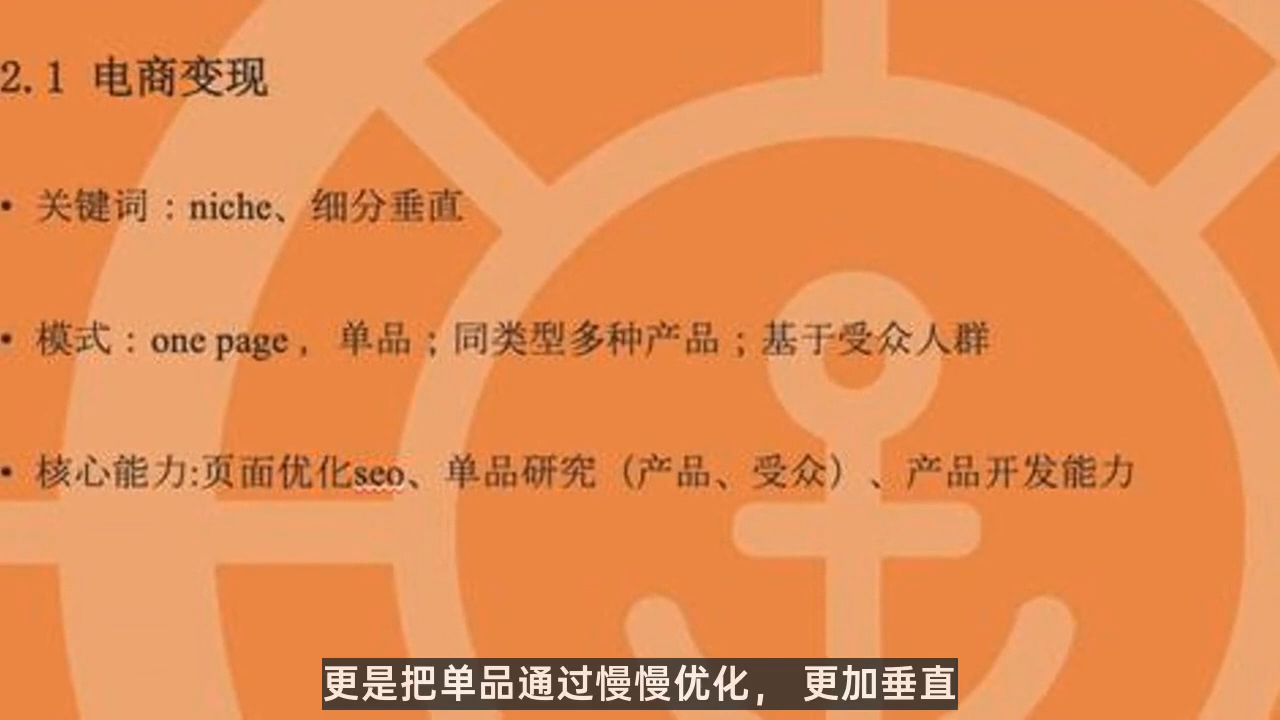 2.1 电商变现
• 关键词：niche、细分垂直
• 模式：one page，单品；同类型多种产品；基于受众人群
• 核心能力:页面优化seo、单品研究（产品、受众）、产品开发能力
更是把单品通过慢慢优化， 更加垂直